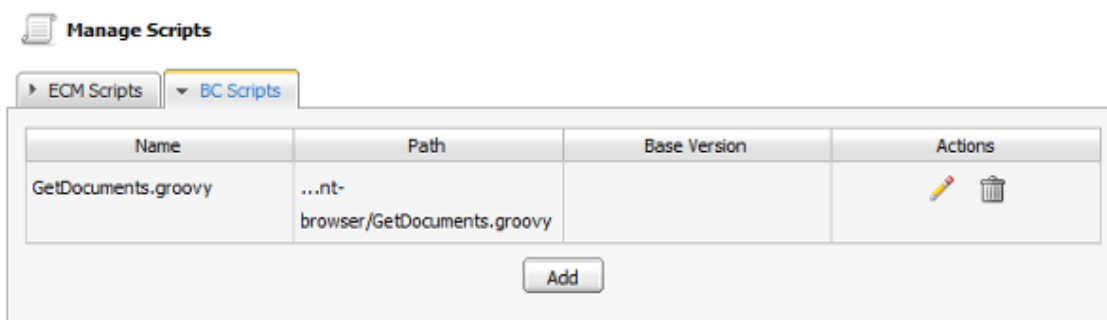 Manage Scripts
ECM Scripts BC Scripts
Name Path Base Version Actions
GetDocuments.groovy ...nt-
browser/GetDocuments.groovy
Add